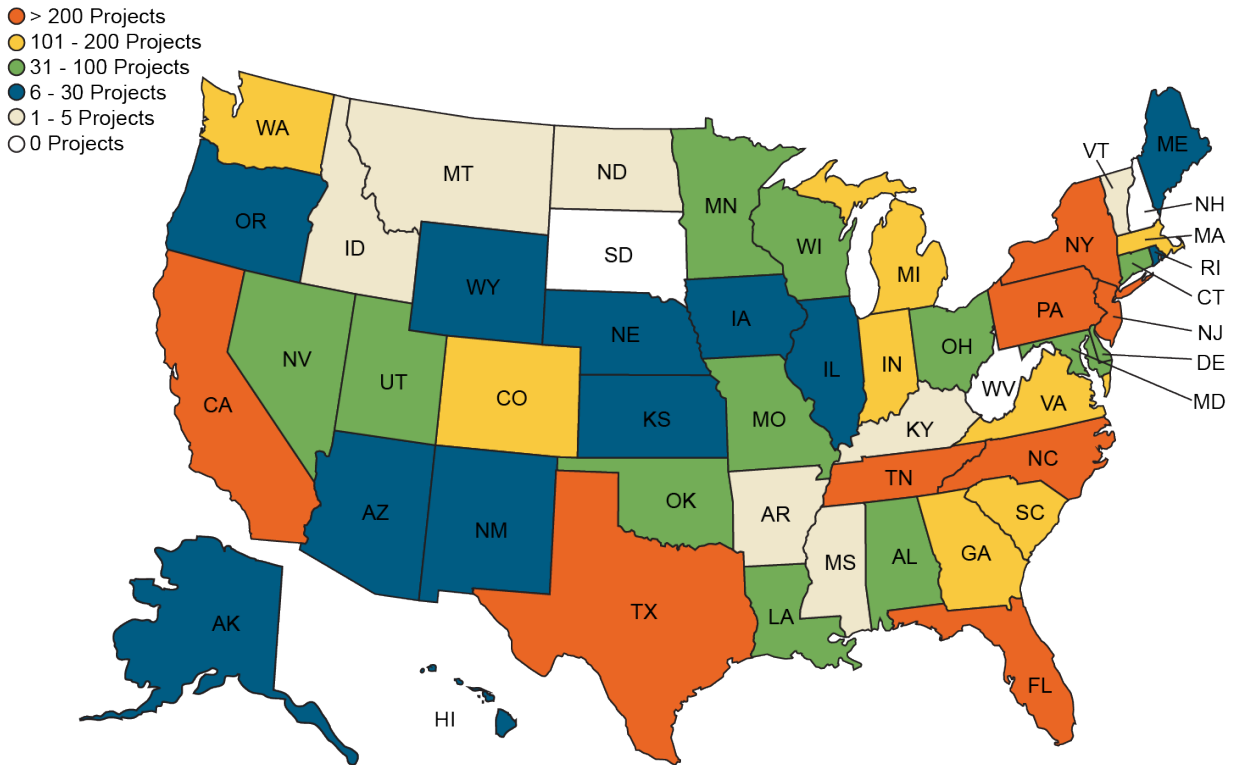 > 200 Projects
101 - 200 Projects
31 - 100 Projects
6 - 30 Projects
1 - 5 Projects
0 Projects
WA
OR
ID
MT
ND
MN
WI
MI
SD
WY
NE
IA
IL
IN
OH
PA
NY
VT
ME
NH
MA
RI
CT
NJ
DE
MD
WV
VA
CA
NV
UT
CO
KS
MO
KY
TN
NC
SC
AZ
NM
OK
AR
MS
AL
GA
TX
LA
FL
AK
HI